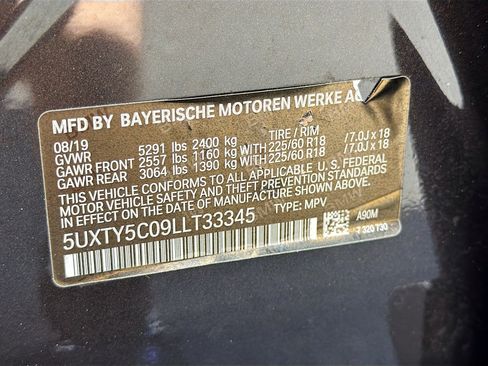 MFD BY BAYERISCHE MOTOREN WERKE AG
08/19 TIRE / RIM
GVWR 5291 lbs 2400 kg
GAWR FRONT 2557 lbs 1160 kg WITH 225/60 R18 /7.0J x 18
GAWR REAR 3064 lbs 1390 kg WITH 225/60 R18 /7.0J x 18
THIS VEHICLE CONFORMS TO ALL APPLICABLE U.S. FEDERAL
MOTOR VEHICLE SAFETY AND THEFT PREVENTION STANDARDS
IN EFFECT ON THE DATE OF MANUFACTURE SHOWN ABOVE.
5UXTY5C09LLT33345 TYPE: MPV
A90M
7 320 730